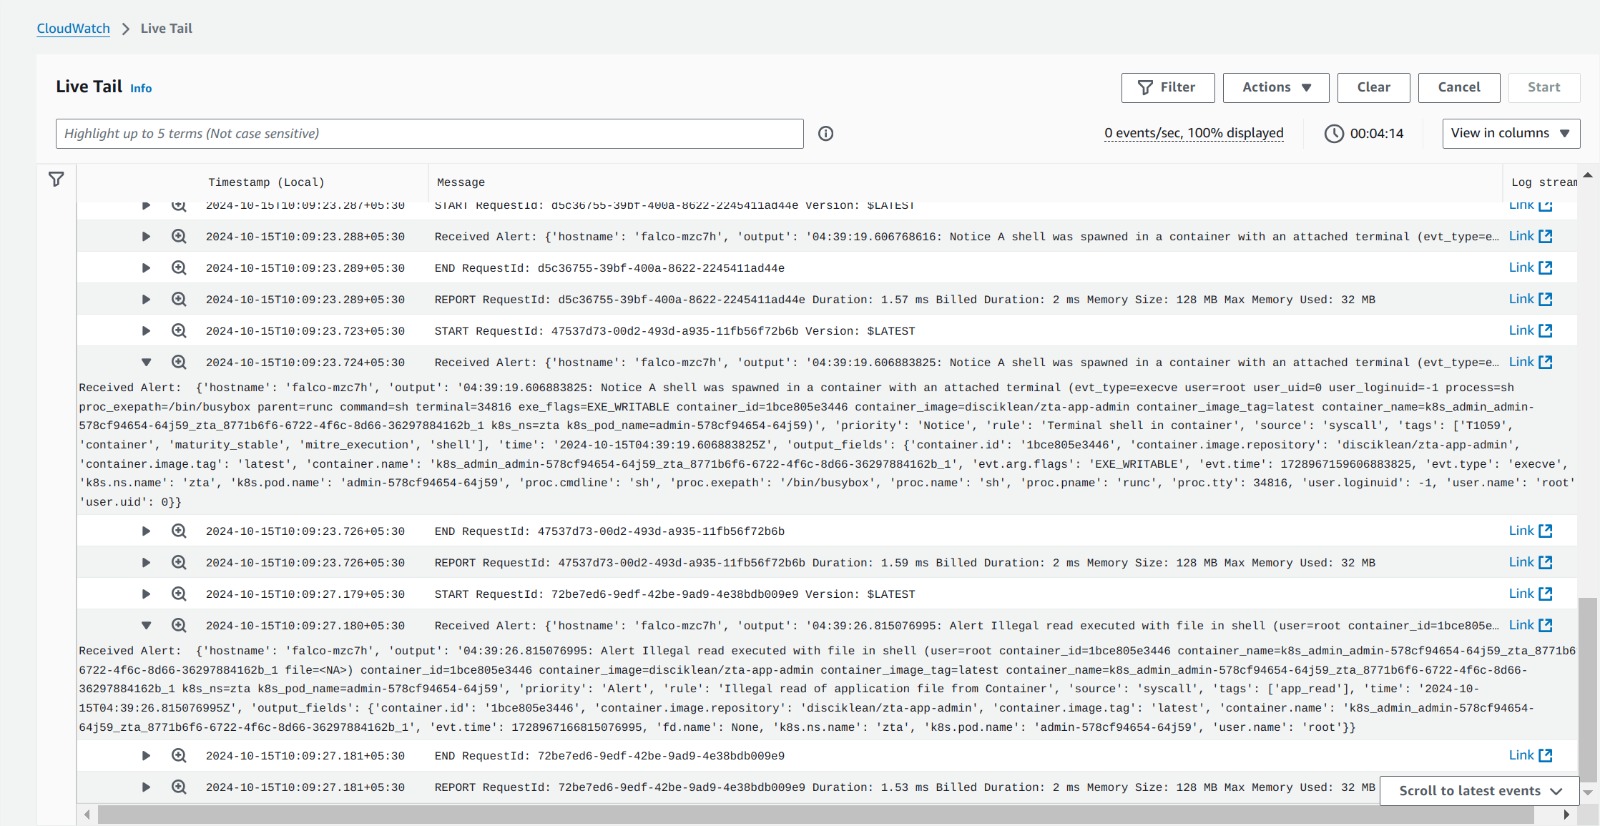 CloudWatch > Live Tail
Live Tail Info
Filter Actions Clear Cancel Start
Highlight up to 5 terms (Not case sensitive)
0 events/sec, 100% displayed 00:04:14 View in columns
Timestamp (Local) Message Log stream
2024-10-15T10:09:23.287+05:30 START RequestId: d5c36755-39bf-400a-8622-2245411ad44e Version: $LATEST Link
2024-10-15T10:09:23.288+05:30 Received Alert: {'hostname': 'falco-mzc7h', 'output': '04:39:19.606768616: Notice A shell was spawned in a container with an attached terminal (evt_type=e… Link
2024-10-15T10:09:23.289+05:30 END RequestId: d5c36755-39bf-400a-8622-2245411ad44e Link
2024-10-15T10:09:23.289+05:30 REPORT RequestId: d5c36755-39bf-400a-8622-2245411ad44e Duration: 1.57 ms Billed Duration: 2 ms Memory Size: 128 MB Max Memory Used: 32 MB Link
2024-10-15T10:09:23.723+05:30 START RequestId: 47537d73-00d2-493d-a935-11fb56f72b6b Version: $LATEST Link
2024-10-15T10:09:23.724+05:30 Received Alert: {'hostname': 'falco-mzc7h', 'output': '04:39:19.606883825: Notice A shell was spawned in a container with an attached terminal (evt_type=e… Link
Received Alert:  {'hostname': 'falco-mzc7h', 'output': '04:39:19.606883825: Notice A shell was spawned in a container with an attached terminal (evt_type=execve user=root user_uid=0 user_loginuid=-1 process=sh
proc_exepath=/bin/busybox parent=runc command=sh terminal=34816 exe_flags=EXE_WRITABLE container_id=1bce805e3446 container_image=disciklean/zta-app-admin container_image_tag=latest container_name=k8s_admin_admin-
578cf94654-64j59_zta_8771b6f6-6722-4f6c-8d66-36297884162b_1 k8s_ns=zta k8s_pod_name=admin-578cf94654-64j59)', 'priority': 'Notice', 'rule': 'Terminal shell in container', 'source': 'syscall', 'tags': ['T1059',
'container', 'maturity_stable', 'mitre_execution', 'shell'], 'time': '2024-10-15T04:39:19.606883825Z', 'output_fields': {'container.id': '1bce805e3446', 'container.image.repository': 'disciklean/zta-app-admin',
'container.image.tag': 'latest', 'container.name': 'k8s_admin_admin-578cf94654-64j59_zta_8771b6f6-6722-4f6c-8d66-36297884162b_1', 'evt.arg.flags': 'EXE_WRITABLE', 'evt.time': 1728967159606883825, 'evt.type': 'execve',
'k8s.ns.name': 'zta', 'k8s.pod.name': 'admin-578cf94654-64j59', 'proc.cmdline': 'sh', 'proc.exepath': '/bin/busybox', 'proc.name': 'sh', 'proc.pname': 'runc', 'proc.tty': 34816, 'user.loginuid': -1, 'user.name': 'root'
'user.uid': 0}}
2024-10-15T10:09:23.726+05:30 END RequestId: 47537d73-00d2-493d-a935-11fb56f72b6b Link
2024-10-15T10:09:23.726+05:30 REPORT RequestId: 47537d73-00d2-493d-a935-11fb56f72b6b Duration: 1.59 ms Billed Duration: 2 ms Memory Size: 128 MB Max Memory Used: 32 MB Link
2024-10-15T10:09:27.179+05:30 START RequestId: 72be7ed6-9edf-42be-9ad9-4e38bdb009e9 Version: $LATEST Link
2024-10-15T10:09:27.180+05:30 Received Alert: {'hostname': 'falco-mzc7h', 'output': '04:39:26.815076995: Alert Illegal read executed with file in shell (user=root container_id=1bce805e… Link
Received Alert:  {'hostname': 'falco-mzc7h', 'output': '04:39:26.815076995: Alert Illegal read executed with file in shell (user=root container_id=1bce805e3446 container_name=k8s_admin_admin-578cf94654-64j59_zta_8771b6
6722-4f6c-8d66-36297884162b_1 file=<NA>) container_id=1bce805e3446 container_image=disciklean/zta-app-admin container_image_tag=latest container_name=k8s_admin_admin-578cf94654-64j59_zta_8771b6f6-6722-4f6c-8d66-
36297884162b_1 k8s_ns=zta k8s_pod_name=admin-578cf94654-64j59', 'priority': 'Alert', 'rule': 'Illegal read of application file from Container', 'source': 'syscall', 'tags': ['app_read'], 'time': '2024-10-
15T04:39:26.815076995Z', 'output_fields': {'container.id': '1bce805e3446', 'container.image.repository': 'disciklean/zta-app-admin', 'container.image.tag': 'latest', 'container.name': 'k8s_admin_admin-578cf94654-
64j59_zta_8771b6f6-6722-4f6c-8d66-36297884162b_1', 'evt.time': 1728967166815076995, 'fd.name': None, 'k8s.ns.name': 'zta', 'k8s.pod.name': 'admin-578cf94654-64j59', 'user.name': 'root'}}
2024-10-15T10:09:27.181+05:30 END RequestId: 72be7ed6-9edf-42be-9ad9-4e38bdb009e9 Link
2024-10-15T10:09:27.181+05:30 REPORT RequestId: 72be7ed6-9edf-42be-9ad9-4e38bdb009e9 Duration: 1.53 ms Billed Duration: 2 ms Memory Size: 128 MB Max Memory Used: 32 MB
Scroll to latest events